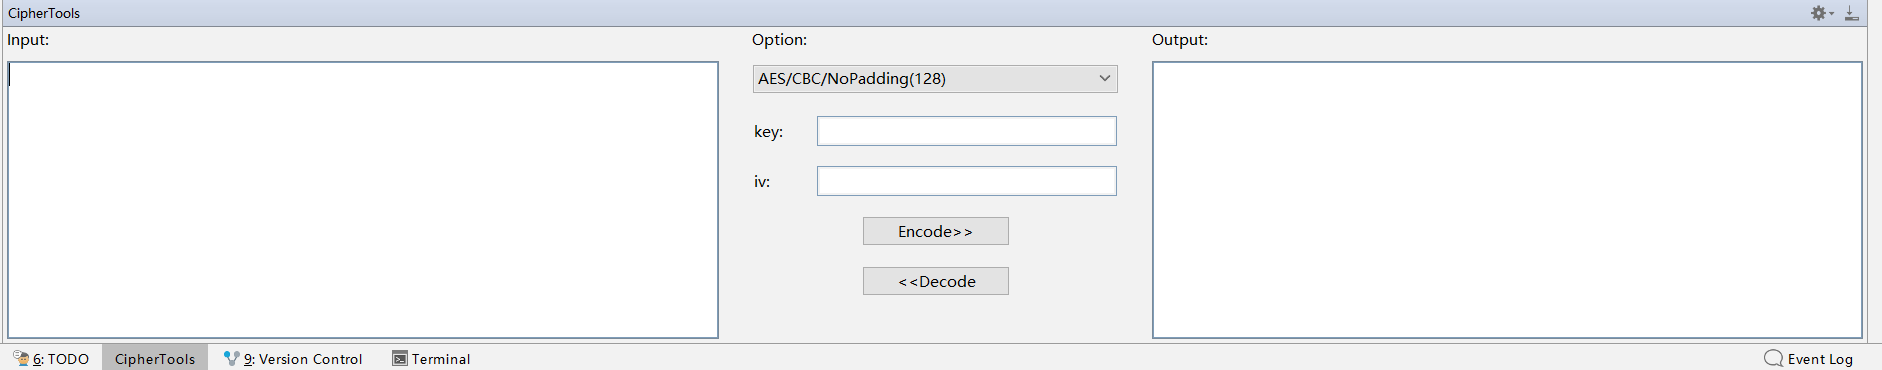 CipherTools
Input:
Option:
Output:
AES/CBC/NoPadding(128)
key:
iv:
Encode>>
<<Decode
6: TODO
CipherTools
9: Version Control
Terminal
Event Log